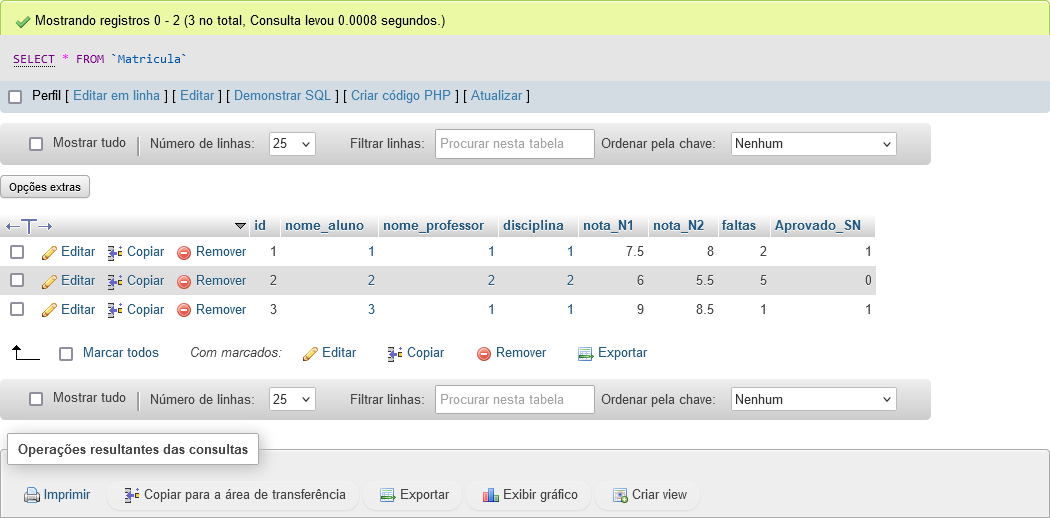 Mostrando registros 0 - 2 (3 no total, Consulta levou 0.0008 segundos.)
SELECT * FROM `Matricula`
Perfil [ Editar em linha ] [ Editar ] [ Demonstrar SQL ] [ Criar código PHP ] [ Atualizar ]
Mostrar tudo | Número de linhas: 25 Filtrar linhas: Procurar nesta tabela Ordenar pela chave: Nenhum
Opções extras
id nome_aluno nome_professor disciplina nota_N1 nota_N2 faltas Aprovado_SN
Editar Copiar Remover 1 1 1 1 7.5 8 2 1
Editar Copiar Remover 2 2 2 2 6 5.5 5 0
Editar Copiar Remover 3 3 1 1 9 8.5 1 1
Marcar todos Com marcados: Editar Copiar Remover Exportar
Mostrar tudo | Número de linhas: 25 Filtrar linhas: Procurar nesta tabela Ordenar pela chave: Nenhum
Operações resultantes das consultas
Imprimir Copiar para a área de transferência Exportar Exibir gráfico Criar view